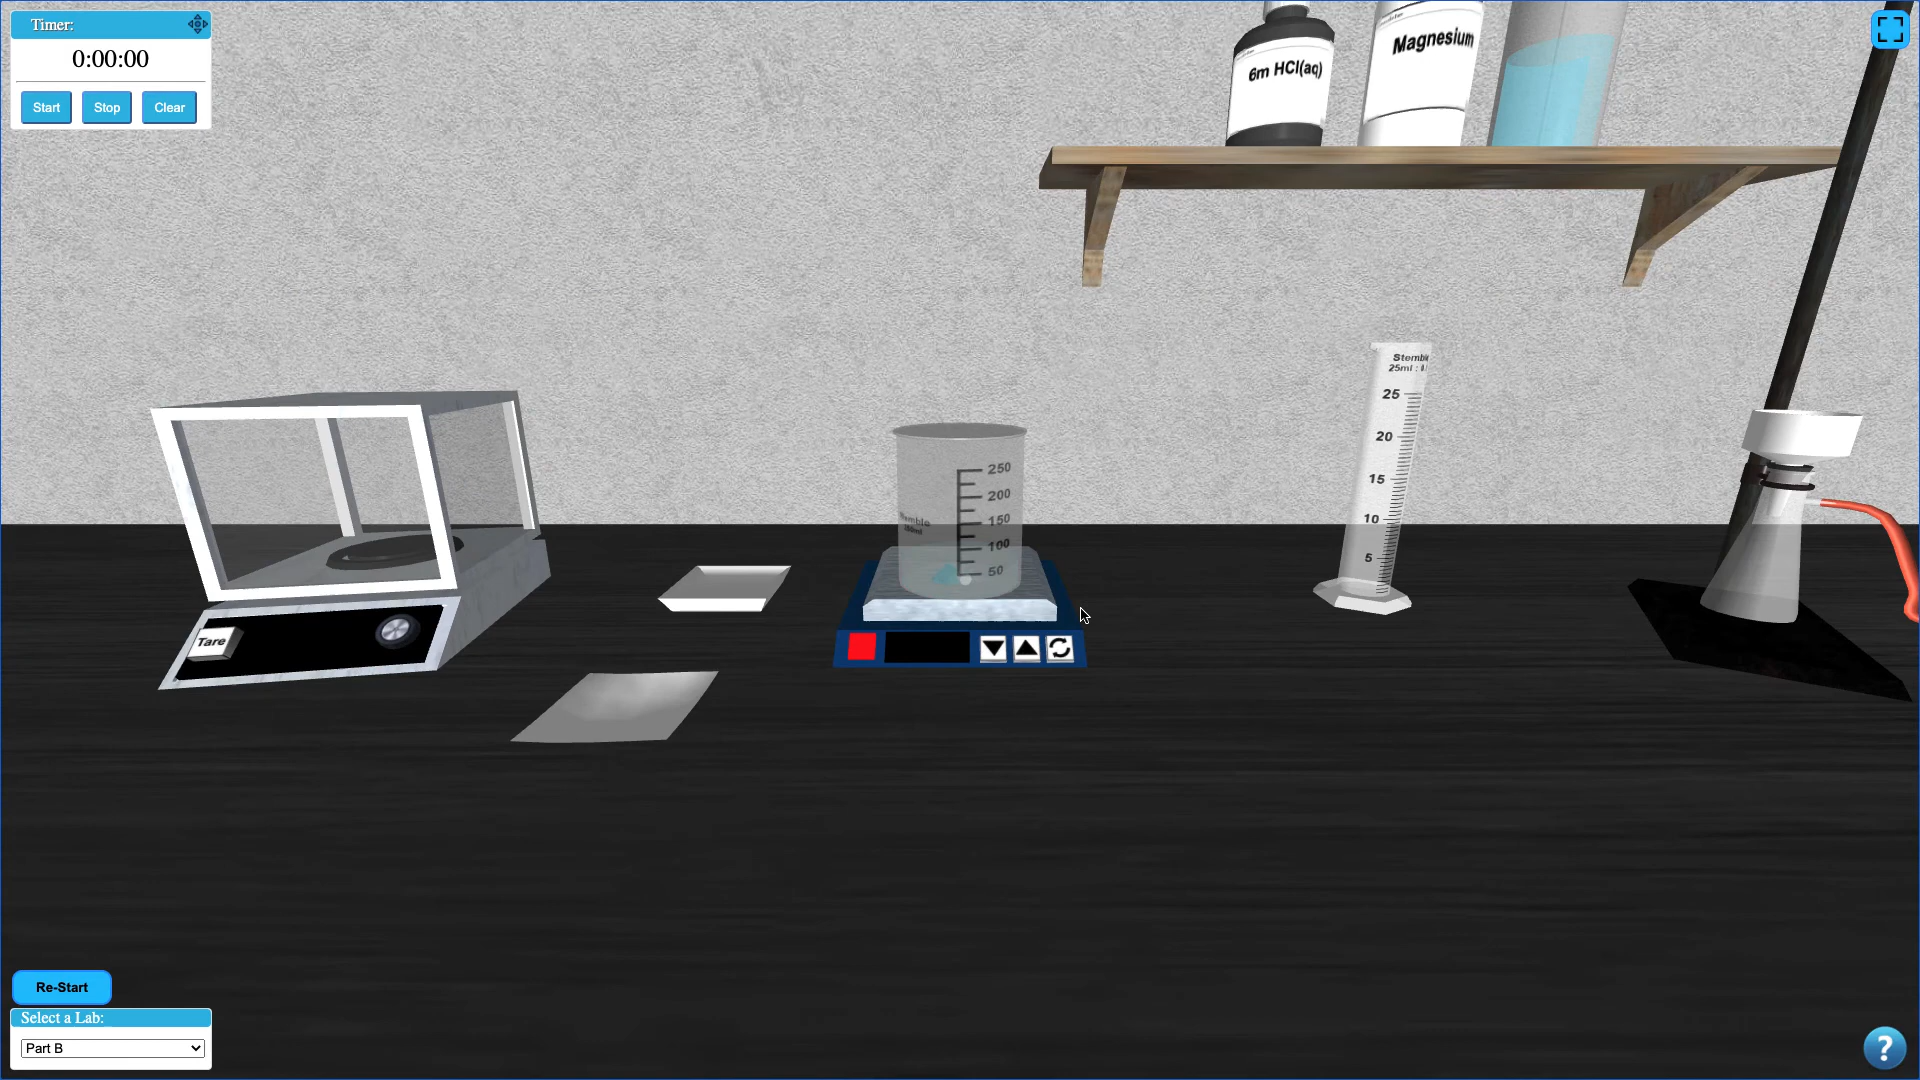 Timer:
0:00:00
Start
Stop
Clear
6m HCl(aq)
Magnesium
25ml
25
20
15
10
5
250
200
150
100
50
Tare
Re-Start
Select a Lab:
Part B
?